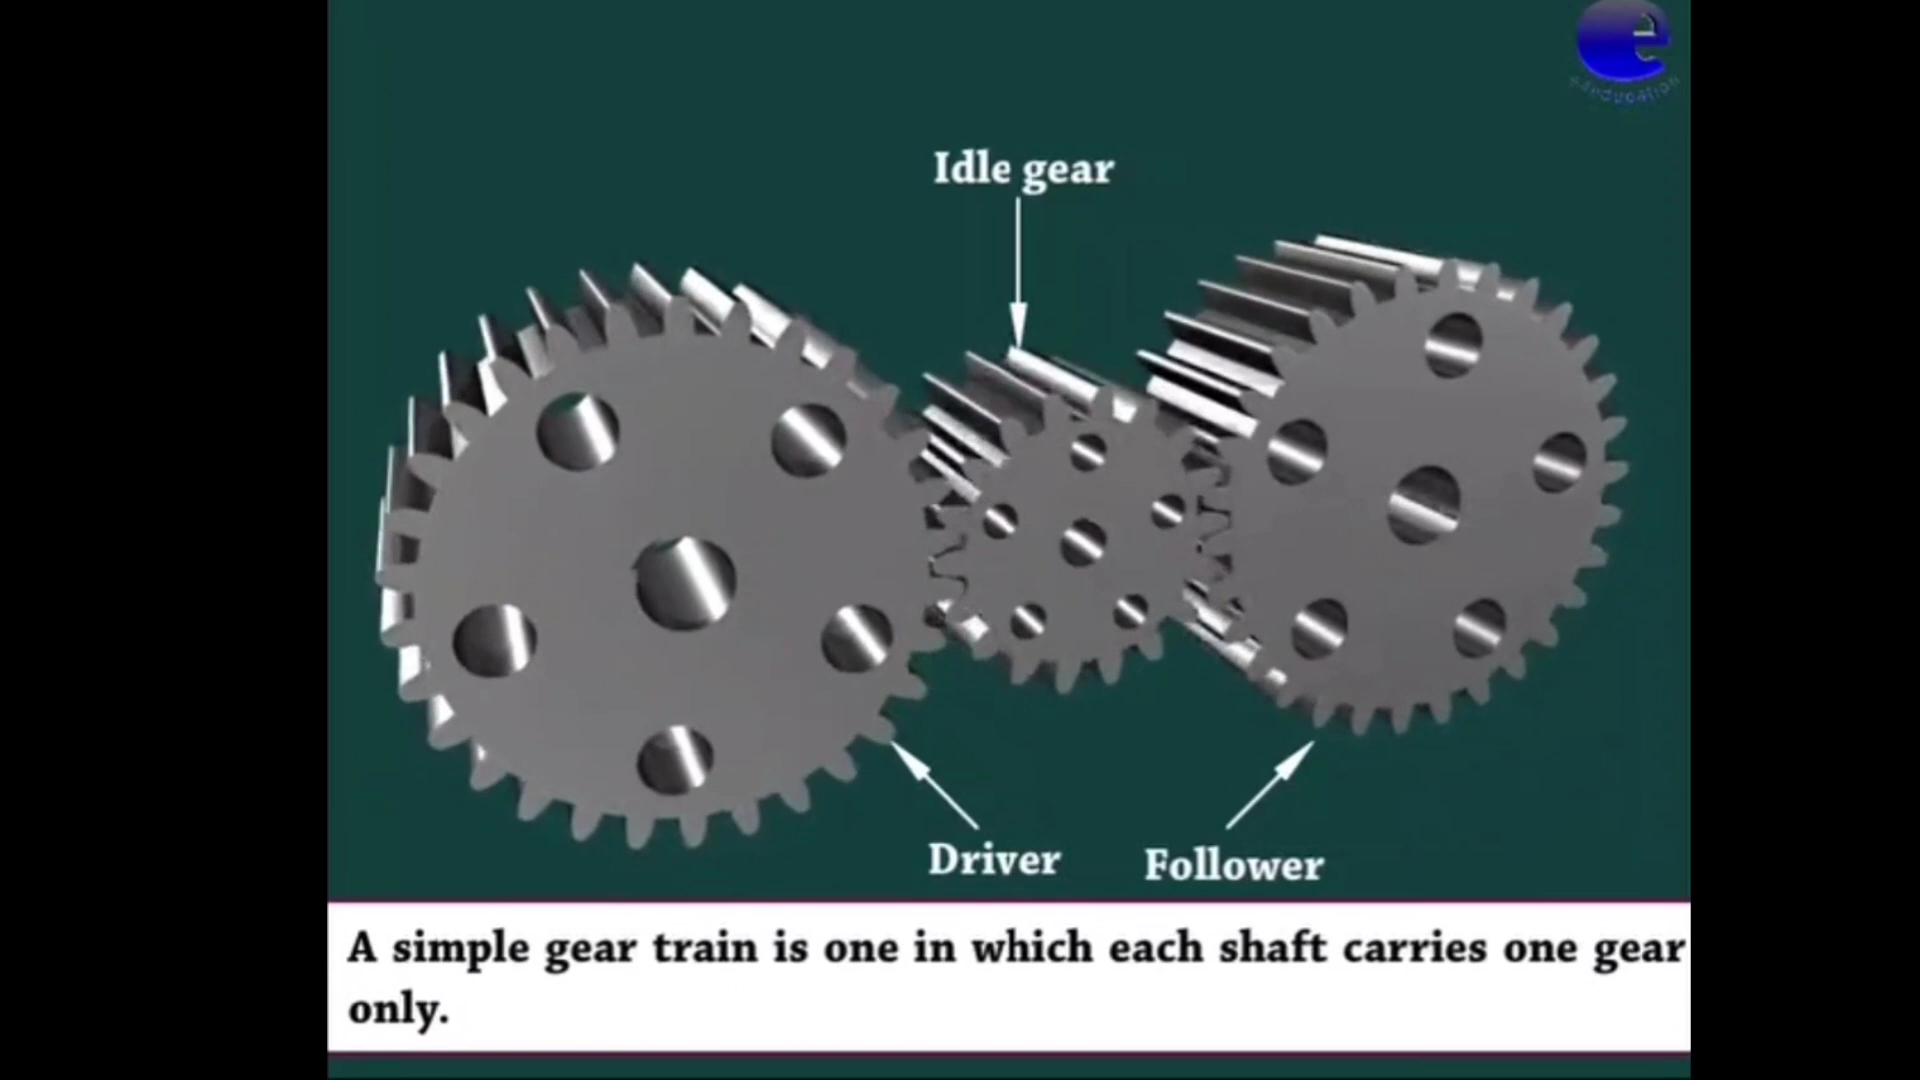 Idle gear
Driver
Follower
A simple gear train is one in which each shaft carries one gear
only.